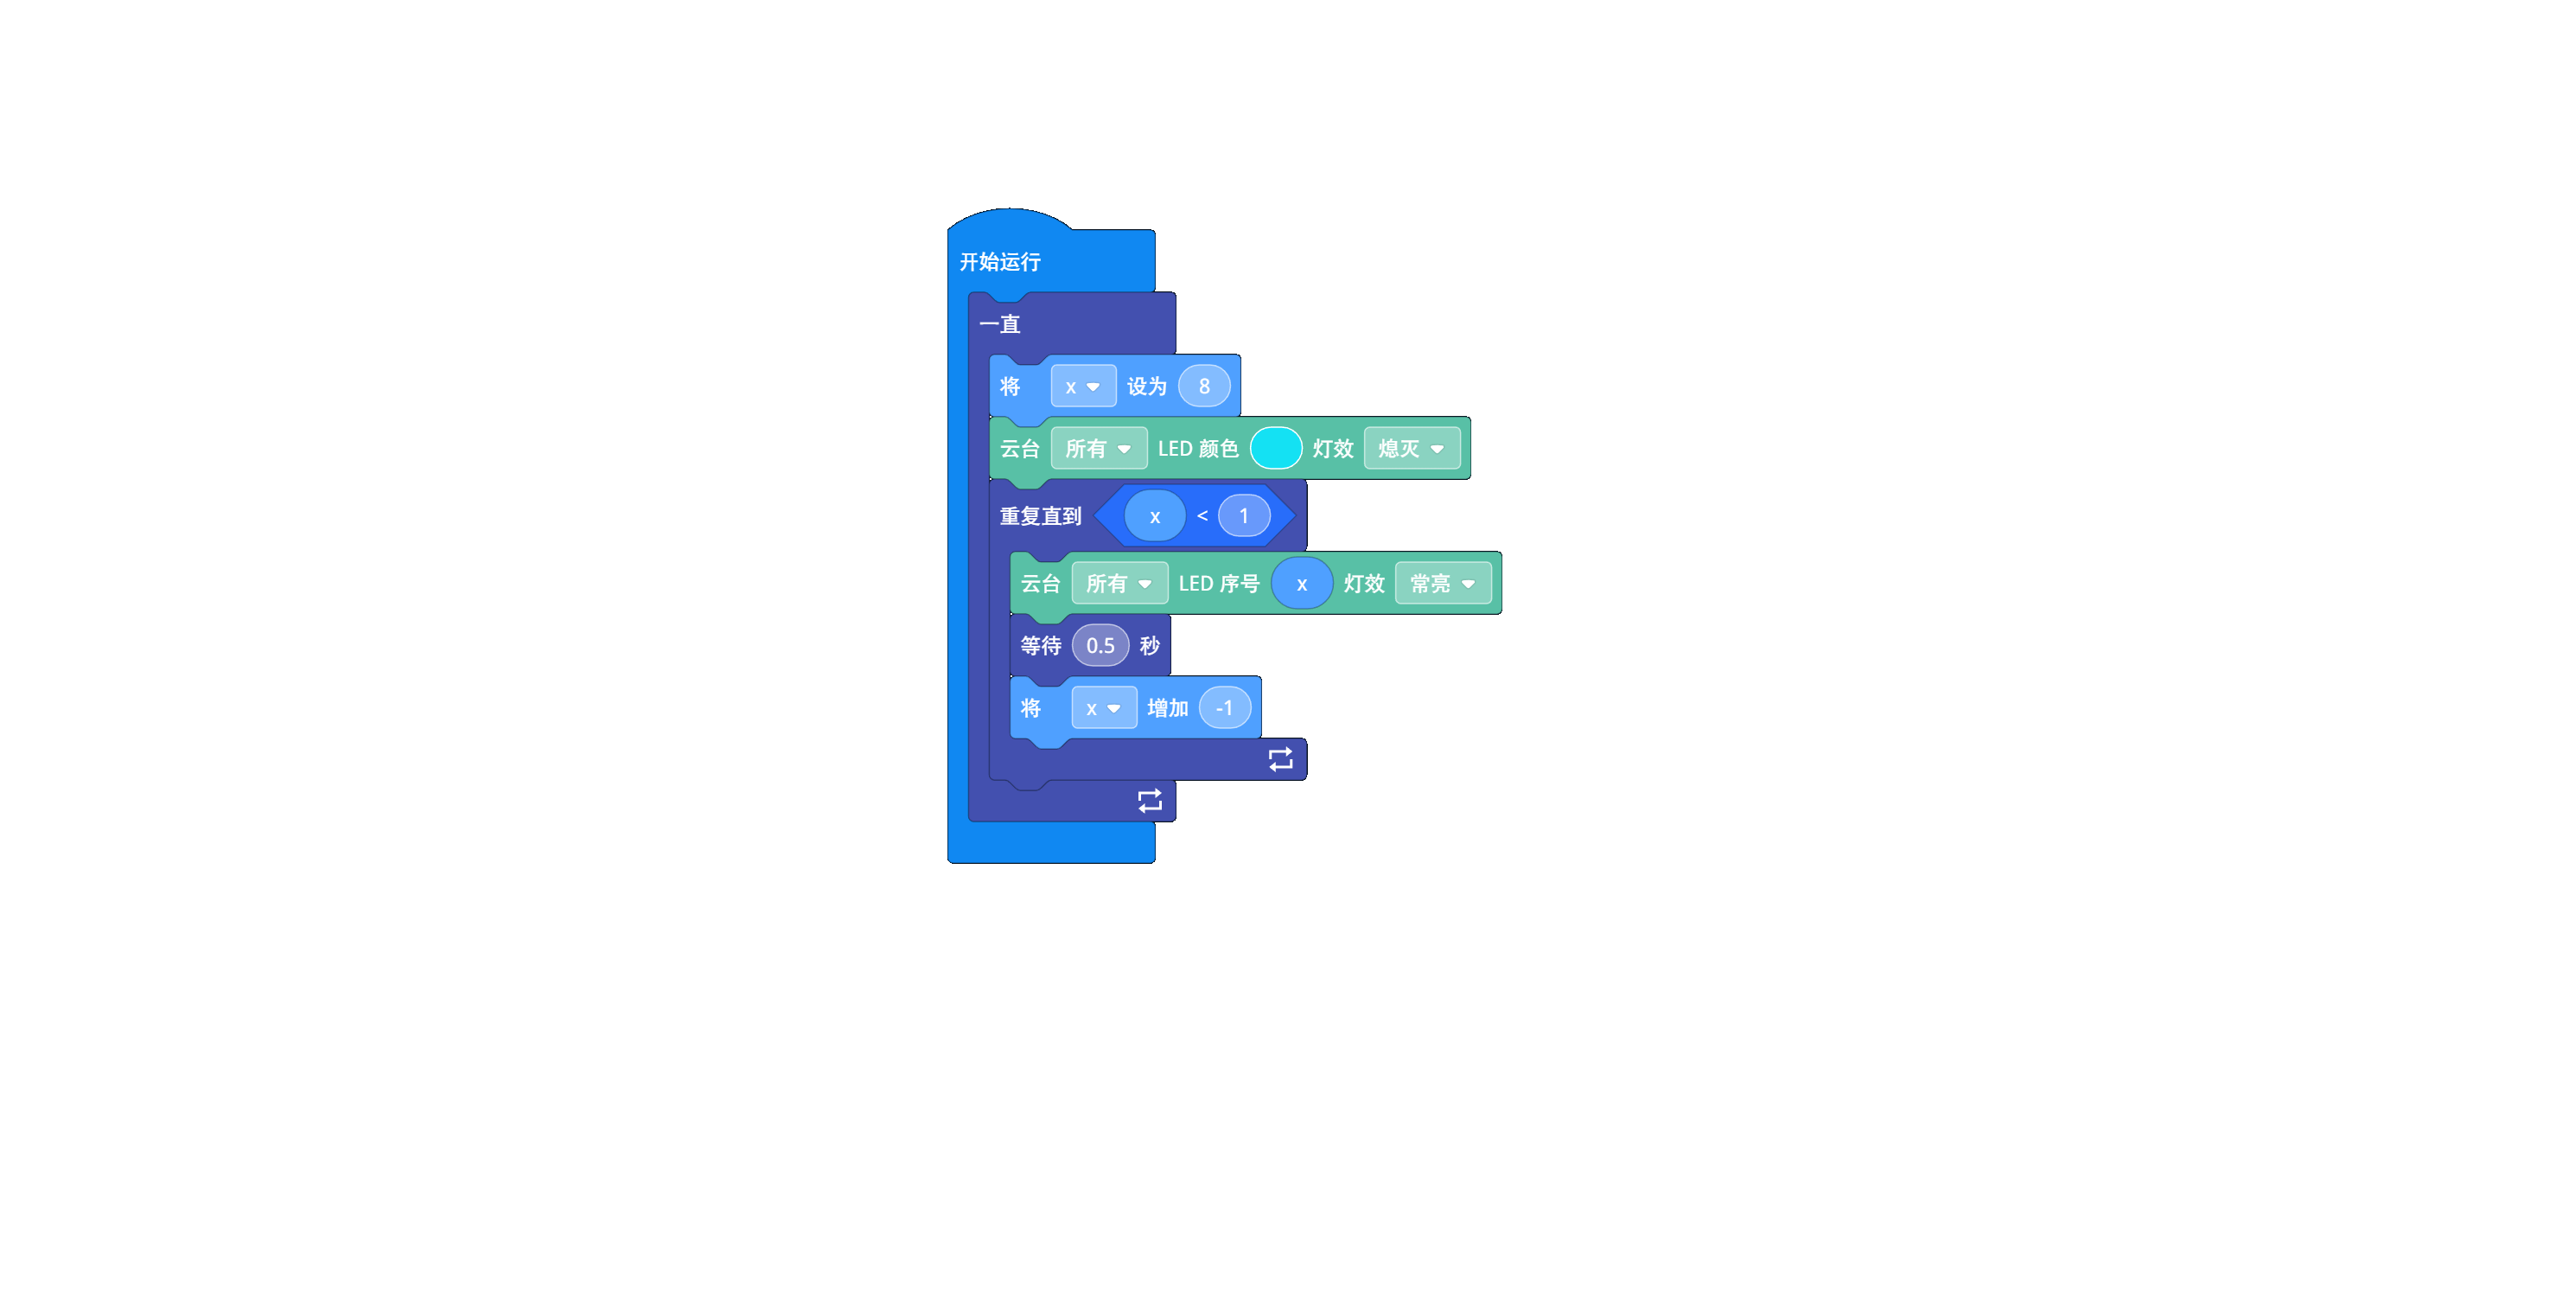 开始运行
一直
将 x 设为 8
云台 所有 LED 颜色 灯效 熄灭
重复直到 x < 1
云台 所有 LED 序号 x 灯效 常亮
等待 0.5 秒
将 x 增加 -1